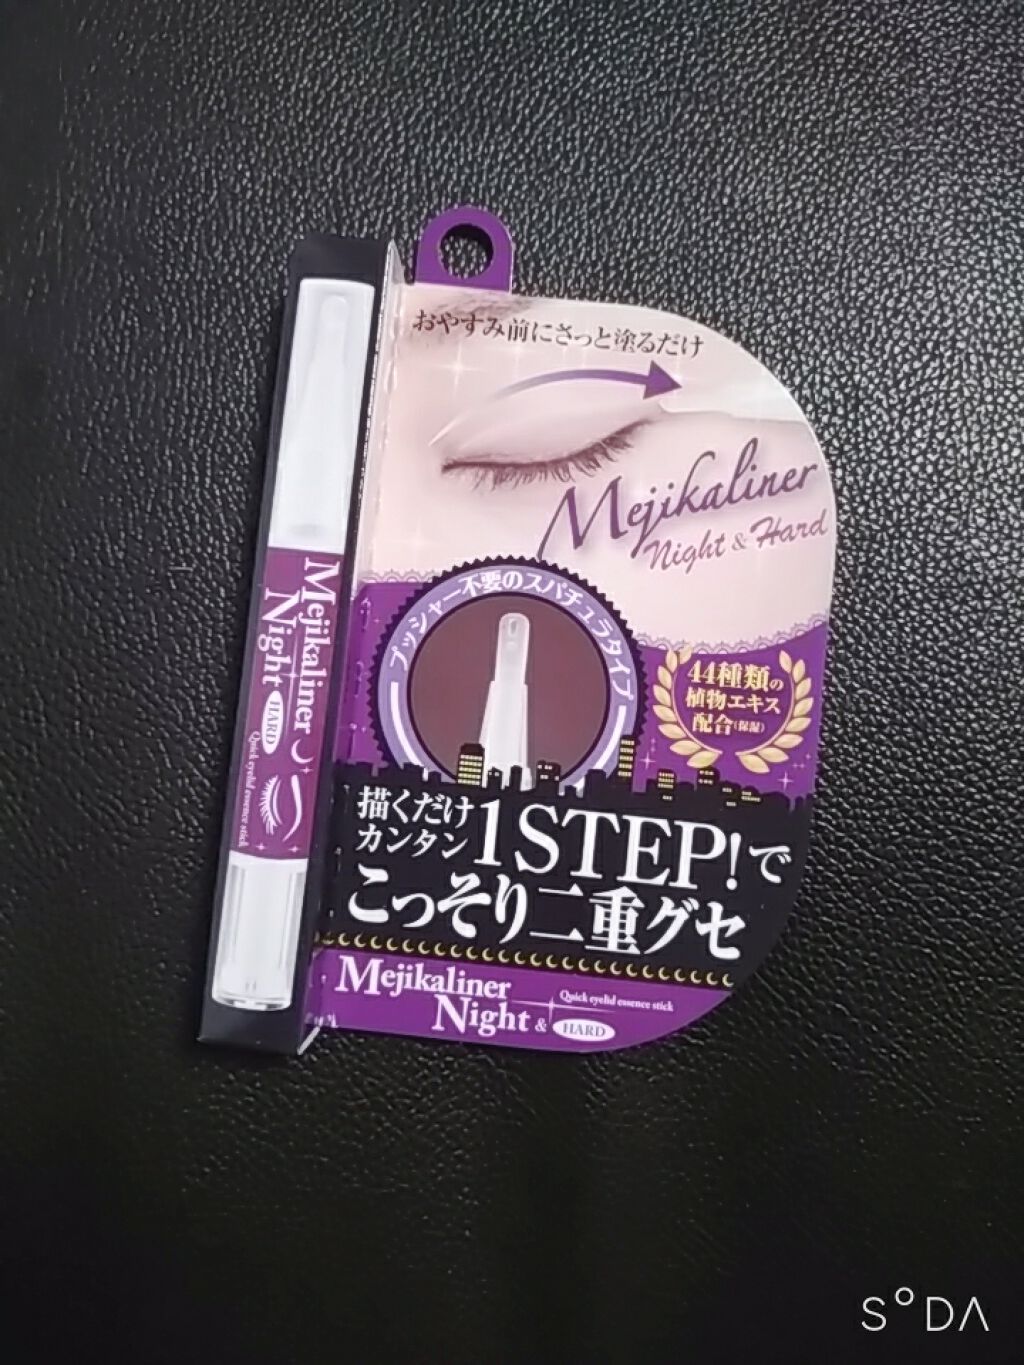 おやすみ前にさっと塗るだけ
Mejikaliner
Night & Hard
プッシャー不要のスパチュラタイプ
44種類の
植物エキス
配合(保湿)
描くだけ
カンタン
1STEP!で
こっそり二重グセ
Mejikaliner
Night & HARD
Quick eyelid essence stick
Mejikaliner
Night HARD
Quick eyelid essence stick
SODA